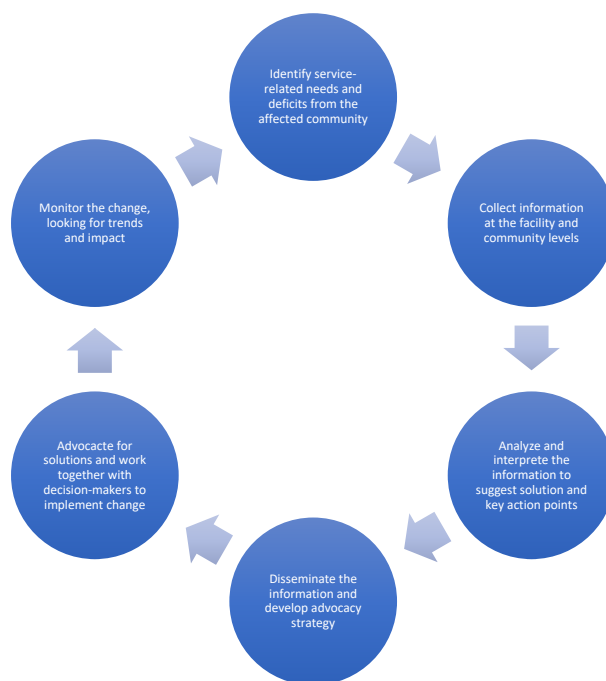 Identify service-
related needs and
deficits from the
affected community
Collect information
at the facility and
community levels
Analyze and
interprete the
information to
suggest solution and
key action points
Disseminate the
information and
develop advocacy
strategy
Advocacte for
solutions and work
together with
decision-makers to
implement change
Monitor the change,
looking for trends
and impact